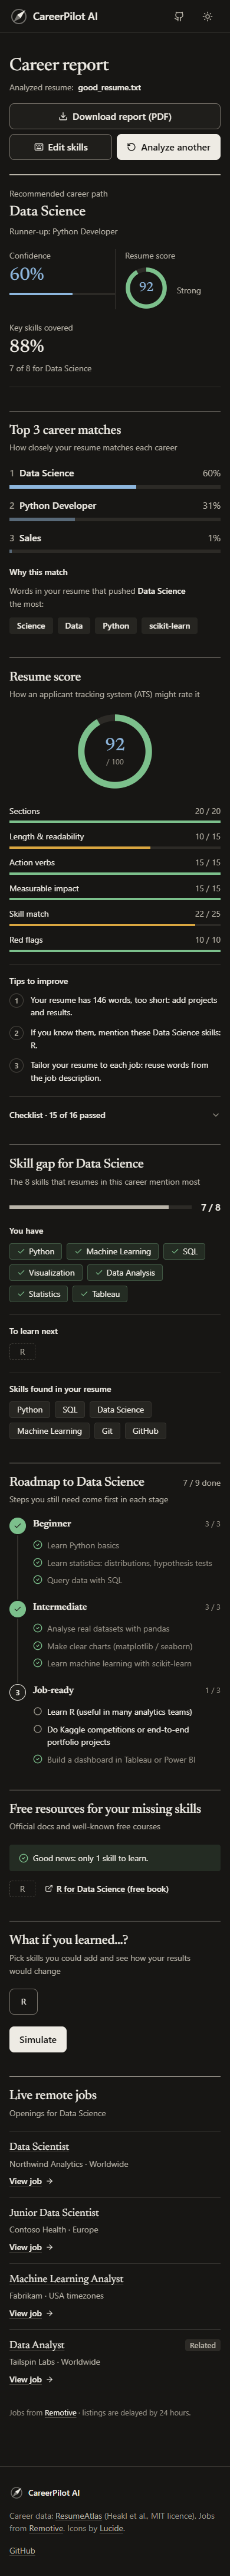 CareerPilot AI
Career report
Analyzed resume: good_resume.txt
Download report (PDF)
Edit skills
Analyze another
Recommended career path
Data Science
Runner-up: Python Developer
Confidence
60%
Resume score
92
Strong
Key skills covered
88%
7 of 8 for Data Science
Top 3 career matches
How closely your resume matches each career
1 Data Science 60%
2 Python Developer 31%
3 Sales 1%
Why this match
Words in your resume that pushed Data Science
the most:
Science Data Python scikit-learn
Resume score
How an applicant tracking system (ATS) might rate it
92
/ 100
Sections 20 / 20
Length & readability 10 / 15
Action verbs 15 / 15
Measurable impact 15 / 15
Skill match 22 / 25
Red flags 10 / 10
Tips to improve
1 Your resume has 146 words, too short: add projects
and results.
2 If you know them, mention these Data Science skills:
R.
3 Tailor your resume to each job: reuse words from
the job description.
Checklist · 15 of 16 passed
Skill gap for Data Science
The 8 skills that resumes in this career mention most
7 / 8
You have
Python Machine Learning SQL
Visualization Data Analysis
Statistics Tableau
To learn next
R
Skills found in your resume
Python SQL Data Science
Machine Learning Git GitHub
Roadmap to Data Science 7 / 9 done
Steps you still need come first in each stage
Beginner 3 / 3
Learn Python basics
Learn statistics: distributions, hypothesis tests
Query data with SQL
Intermediate 3 / 3
Analyse real datasets with pandas
Make clear charts (matplotlib / seaborn)
Learn machine learning with scikit-learn
3 Job-ready 1 / 3
Learn R (useful in many analytics teams)
Do Kaggle competitions or end-to-end
portfolio projects
Build a dashboard in Tableau or Power BI
Free resources for your missing skills
Official docs and well-known free courses
Good news: only 1 skill to learn.
R R for Data Science (free book)
What if you learned...?
Pick skills you could add and see how your results
would change
R
Simulate
Live remote jobs
Openings for Data Science
Data Scientist
Northwind Analytics · Worldwide
View job
Junior Data Scientist
Contoso Health · Europe
View job
Machine Learning Analyst
Fabrikam · USA timezones
View job
Data Analyst Related
Tailspin Labs · Worldwide
View job
Jobs from Remotive · listings are delayed by 24 hours.
CareerPilot AI
Career data: ResumeAtlas (Heakl et al., MIT licence). Jobs
from Remotive. Icons by Lucide.
GitHub